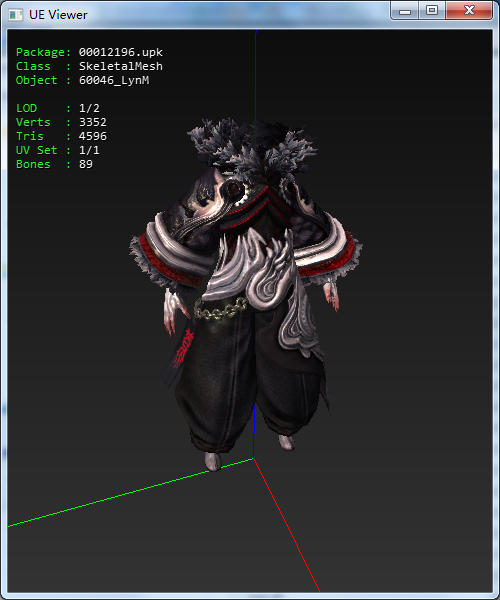 UE Viewer
Package: 00012196.upk
Class  : SkeletalMesh
Object : 60046_LynM
LOD    : 1/2
Verts  : 3352
Tris   : 4596
UV Set : 1/1
Bones  : 89